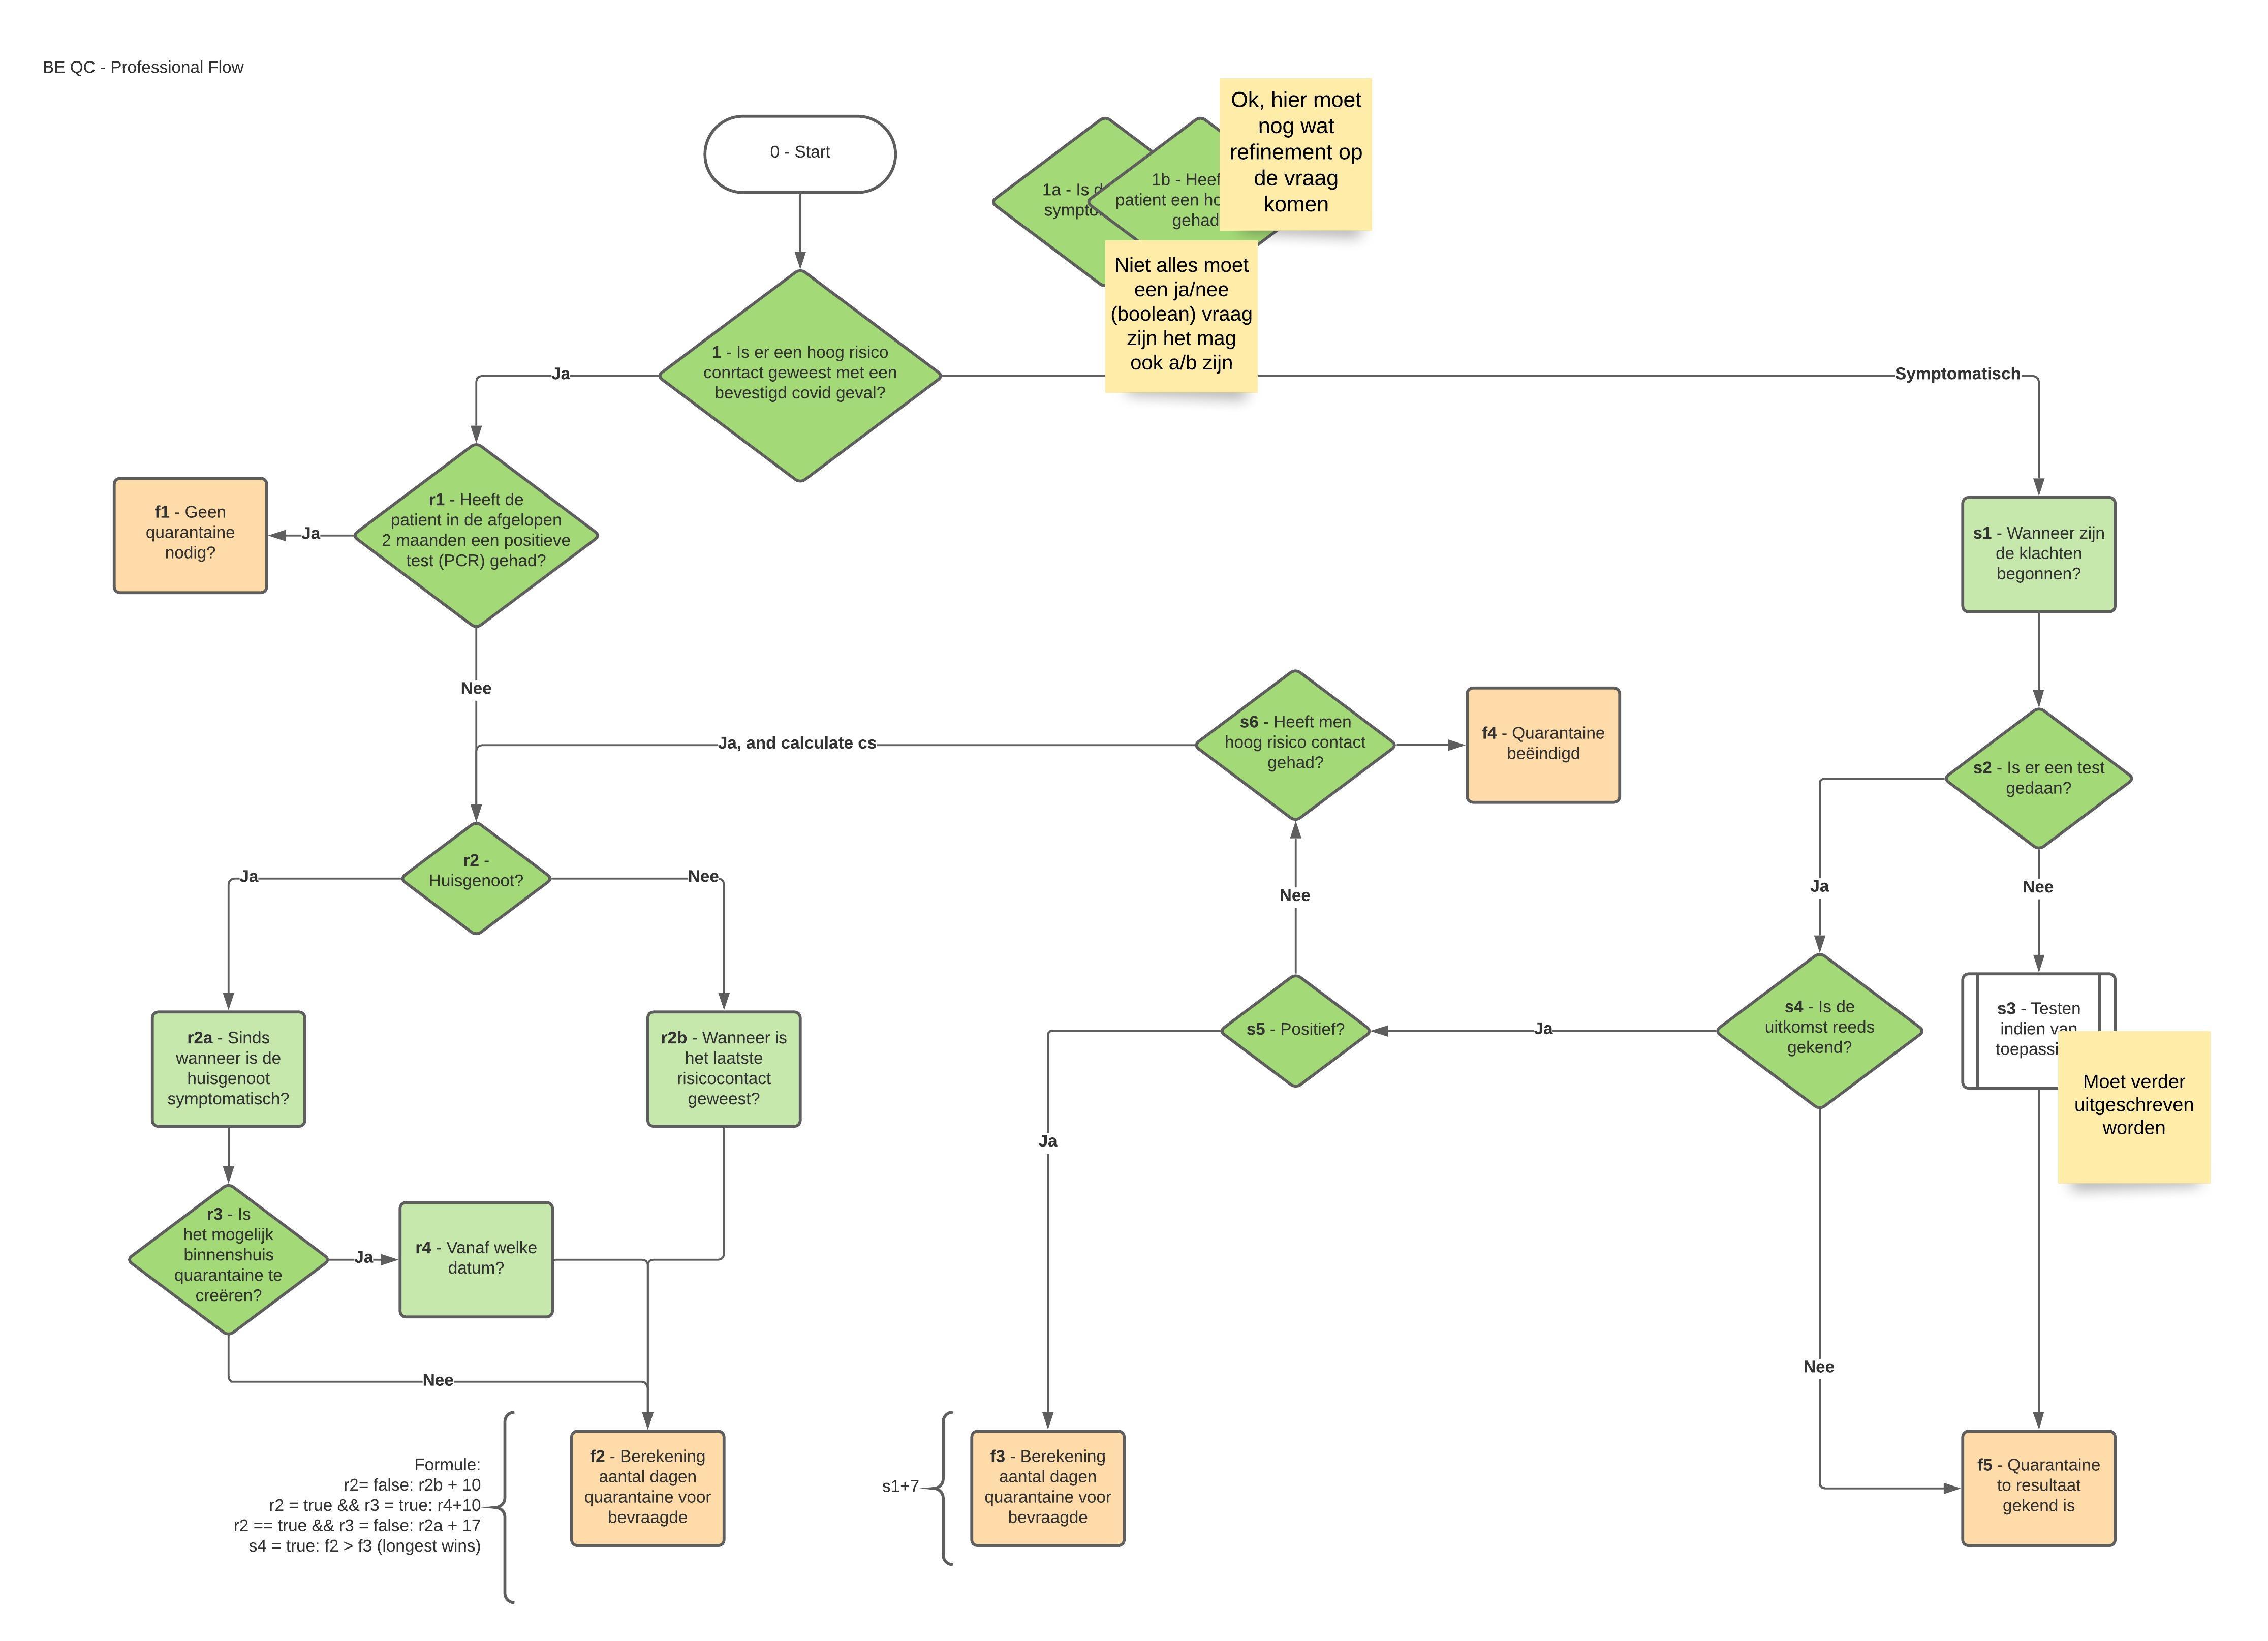 BE QC - Professional Flow
0 - Start
1a - Is
1b -
patient een
gehad
Ok, hier moet
nog wat
refinement op
de vraag
komen
Niet alles moet
een ja/nee
(boolean) vraag
zijn het mag
ook a/b zijn
1 - Is er een hoog risico
conrtact geweest met een
bevestigd covid geval?
Ja
Symptomatisch
r1 - Heeft de
patient in de afgelopen
2 maanden een positieve
test (PCR) gehad?
Ja
f1 - Geen
quarantaine
nodig?
Nee
s1 - Wanneer zijn
de klachten
begonnen?
s6 - Heeft men
hoog risico contact
gehad?
Ja, and calculate cs
f4 - Quarantaine
beëindigd
s2 - Is er een test
gedaan?
Ja
Nee
r2 -
Huisgenoot?
Ja
Nee
Nee
r2a - Sinds
wanneer is de
huisgenoot
symptomatisch?
r2b - Wanneer is
het laatste
risicocontact
geweest?
s5 - Positief?
Ja
s4 - Is de
uitkomst reeds
gekend?
s3 - Testen
indien van
Moet verder
uitgeschreven
worden
Ja
r3 - Is
het mogelijk
binnenshuis
quarantaine te
creëren?
Ja
r4 - Vanaf welke
datum?
Nee
Nee
Formule:
r2= false: r2b + 10
r2 = true && r3 = true: r4+10
r2 == true && r3 = false: r2a + 17
s4 = true: f2 > f3 (longest wins)
f2 - Berekening
aantal dagen
quarantaine voor
bevraagde
s1+7
f3 - Berekening
aantal dagen
quarantaine voor
bevraagde
f5 - Quarantaine
to resultaat
gekend is